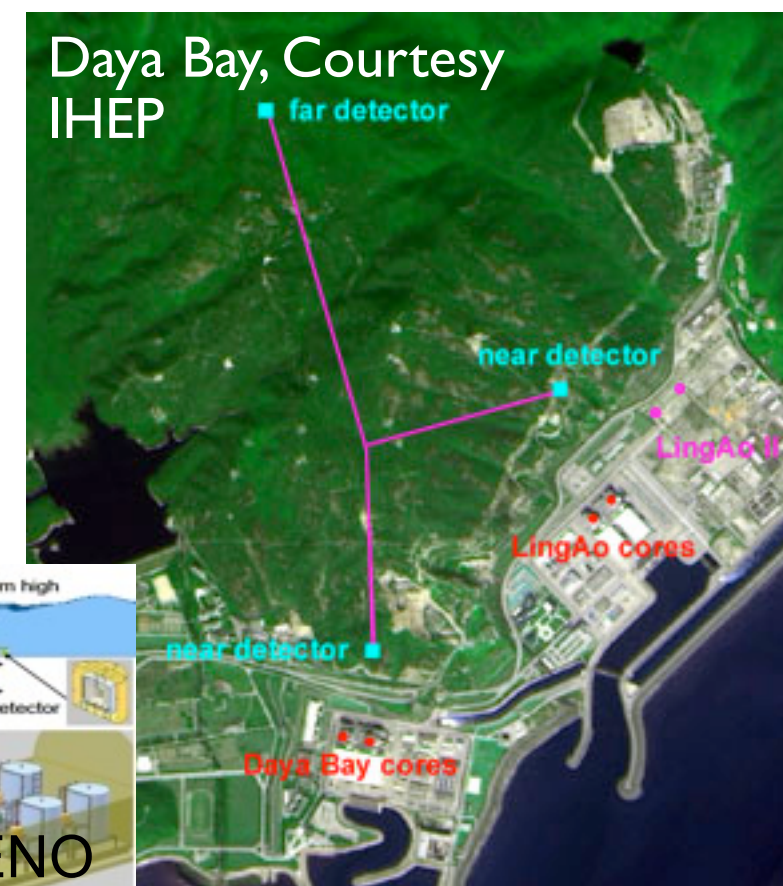 Daya Bay, Courtesy
IHEP
far detector
near detector
LingAo II
LingAo cores
m high
near detector
etector
Daya Bay cores
ENO